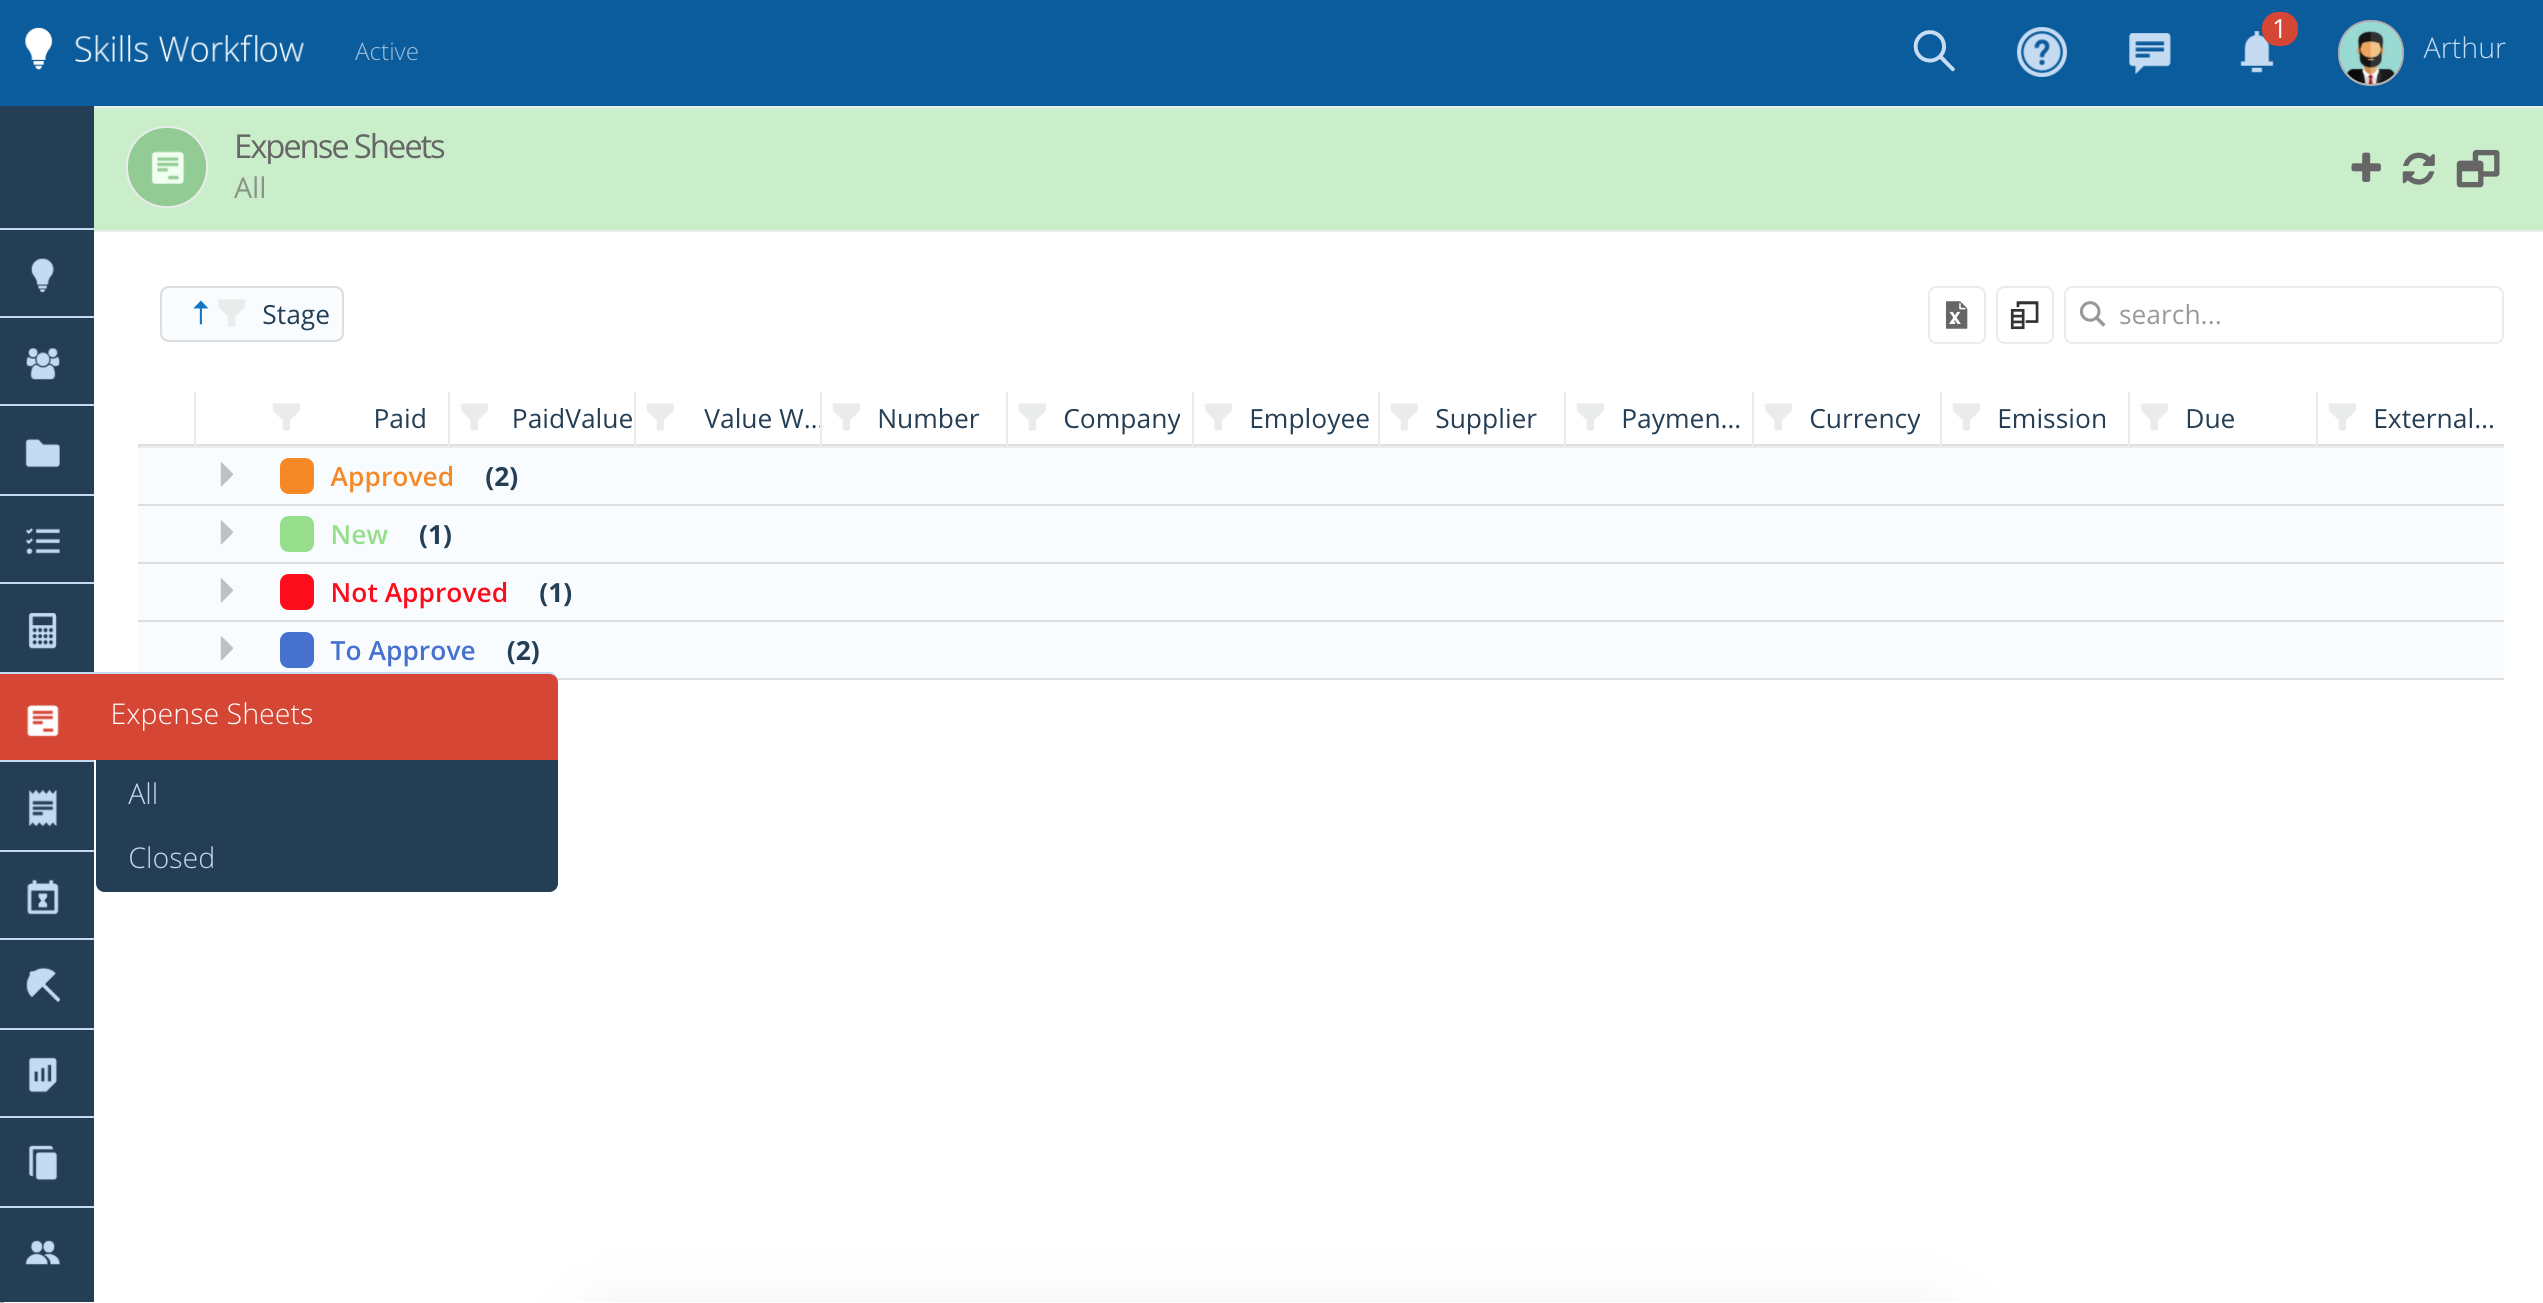 Skills Workflow Active 1 Arthur
Expense Sheets
All
Stage search...
Paid PaidValue Value W... Number Company Employee Supplier Paymen... Currency Emission Due External...
Approved (2)
New (1)
Not Approved (1)
To Approve (2)
Expense Sheets
All
Closed